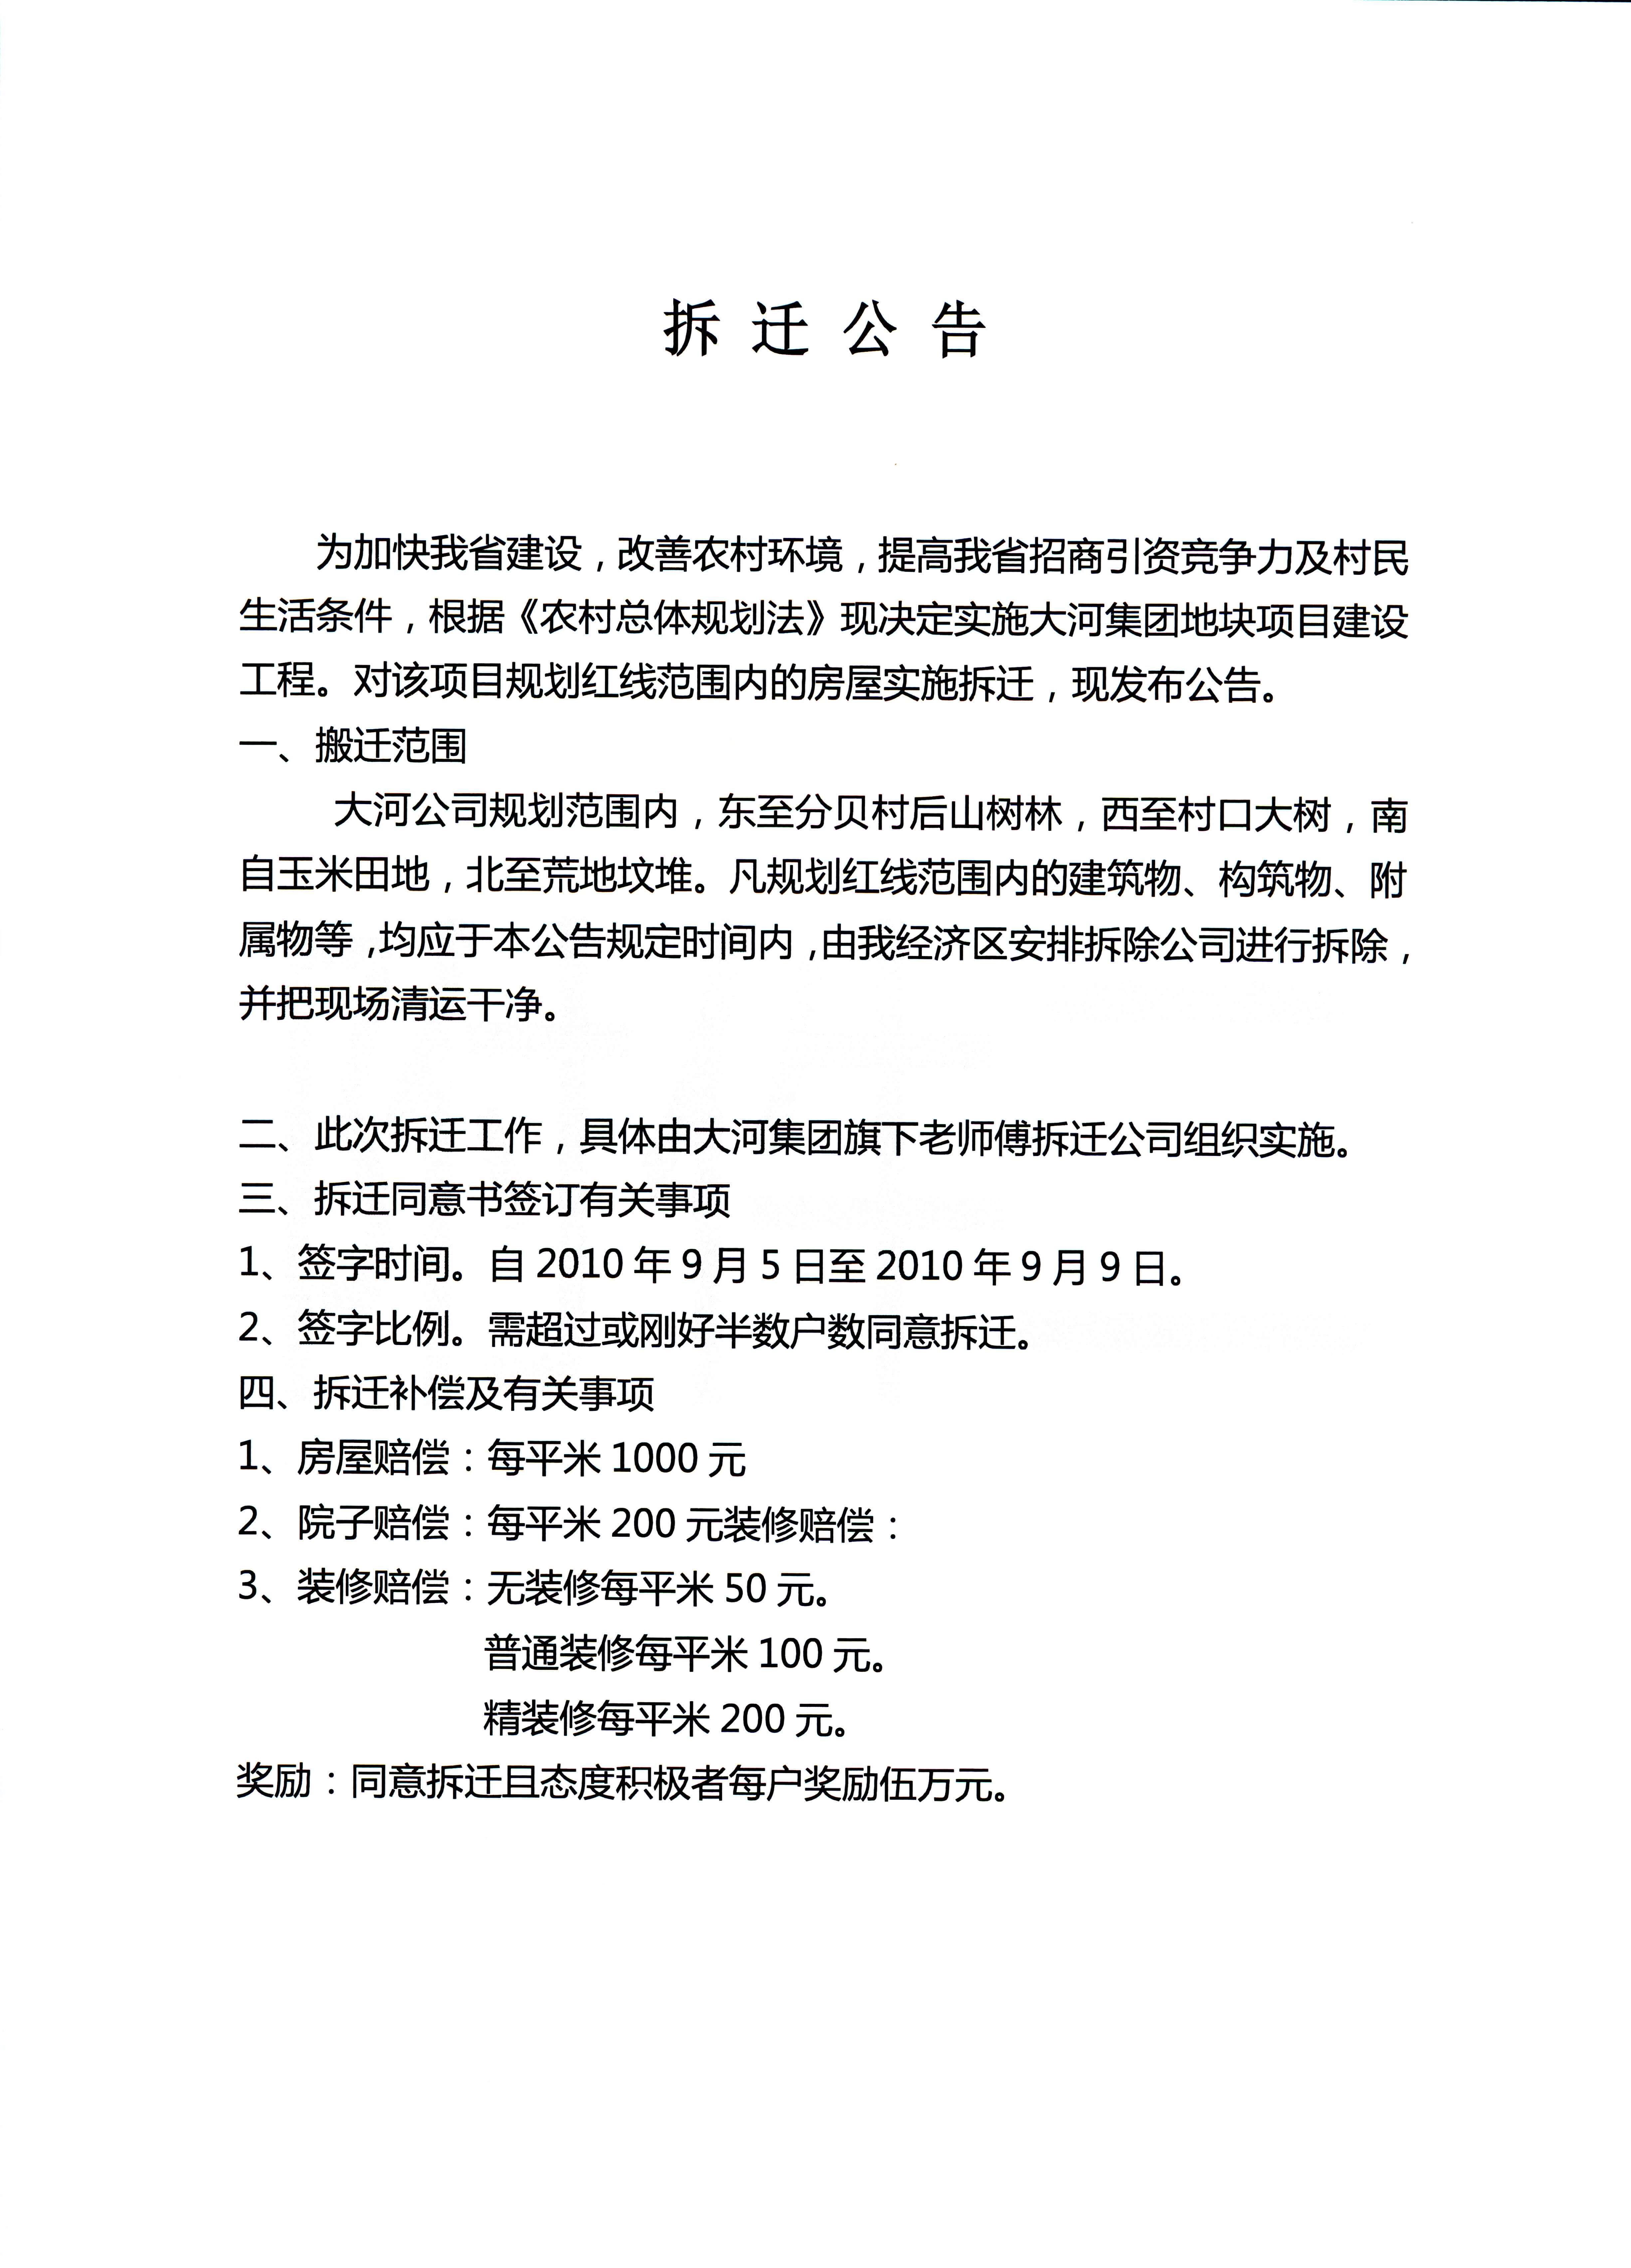 拆迁公告
为加快我省建设，改善农村环境，提高我省招商引资竞争力及村民
生活条件，根据《农村总体规划法》现决定实施大河集团地块项目建设
工程。对该项目规划红线范围内的房屋实施拆迁，现发布公告。
一、搬迁范围
大河公司规划范围内，东至分贝村后山树林，西至村口大树，南
自玉米田地，北至荒地坟堆。凡规划红线范围内的建筑物、构筑物、附
属物等，均应于本公告规定时间内，由我经济区安排拆除公司进行拆除，
并把现场清运干净。
二、此次拆迁工作，具体由大河集团旗下老师傅拆迁公司组织实施。
三、拆迁同意书签订有关事项
1、签字时间。自 2010 年 9 月 5 日至 2010 年 9 月 9 日。
2、签字比例。需超过或刚好半数户数同意拆迁。
四、拆迁补偿及有关事项
1、房屋赔偿：每平米 1000 元
2、院子赔偿：每平米 200 元装修赔偿：
3、装修赔偿：无装修每平米 50 元。
普通装修每平米 100 元。
精装修每平米 200 元。
奖励：同意拆迁且态度积极者每户奖励伍万元。